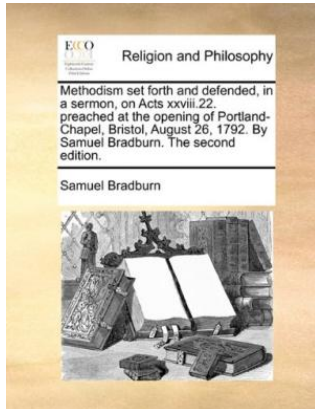 ECCO
Religion and Philosophy
Methodism set forth and defended, in
a sermon, on Acts xxviii.22.
preached at the opening of Portland-
Chapel, Bristol, August 26, 1792. By
Samuel Bradburn. The second
edition.
Samuel Bradburn